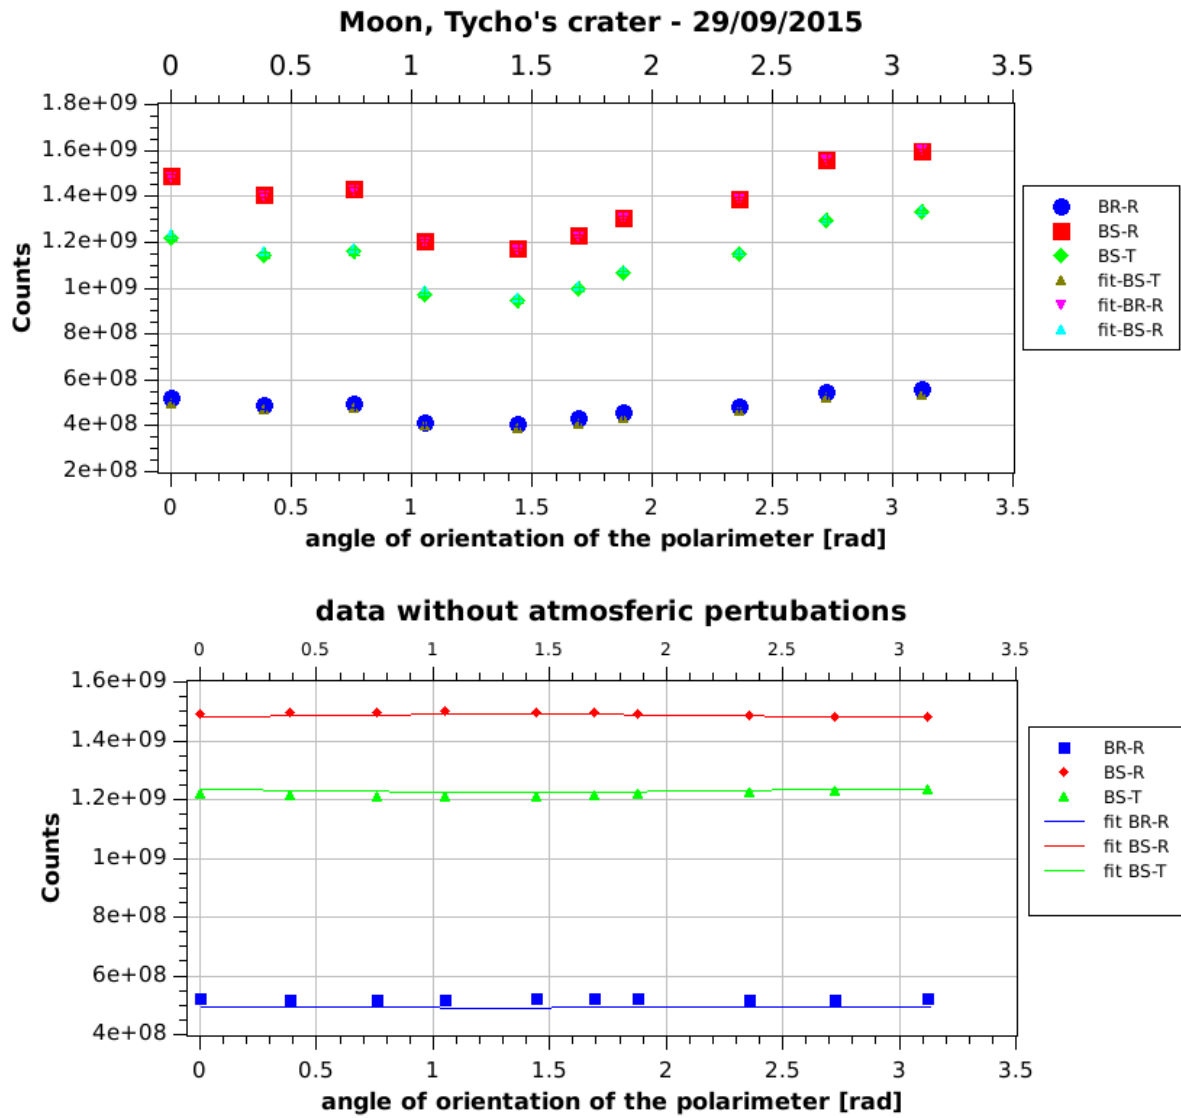 Moon, Tycho's crater - 29/09/2015
0 0.5 1 1.5 2 2.5 3 3.5
1.8e+09
1.6e+09
1.4e+09
1.2e+09
1e+09
8e+08
6e+08
4e+08
2e+08
Counts
0 0.5 1 1.5 2 2.5 3 3.5
angle of orientation of the polarimeter [rad]
BR-R
BS-R
BS-T
fit-BS-T
fit-BR-R
fit-BS-R
data without atmosferic pertubations
0 0.5 1 1.5 2 2.5 3 3.5
1.6e+09
1.4e+09
1.2e+09
1e+09
8e+08
6e+08
4e+08
Counts
0 0.5 1 1.5 2 2.5 3 3.5
angle of orientation of the polarimeter [rad]
BR-R
BS-R
BS-T
fit BR-R
fit BS-R
fit BS-T